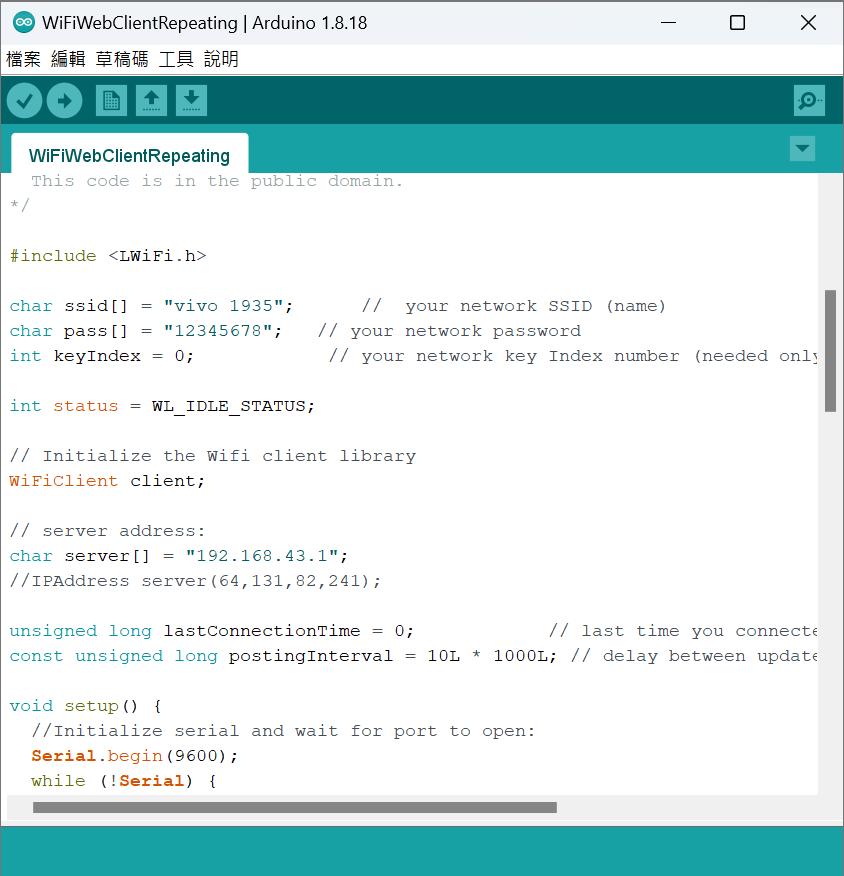 WiFiWebClientRepeating | Arduino 1.8.18
檔案 編輯 草稿碼 工具 說明
WiFiWebClientRepeating
  This code is in the public domain.
*/
#include <LWiFi.h>
char ssid[] = "vivo 1935";      //  your network SSID (name)
char pass[] = "12345678";   // your network password
int keyIndex = 0;            // your network key Index number (needed only
int status = WL_IDLE_STATUS;
// Initialize the Wifi client library
WiFiClient client;
// server address:
char server[] = "192.168.43.1";
//IPAddress server(64,131,82,241);
unsigned long lastConnectionTime = 0;            // last time you connecte
const unsigned long postingInterval = 10L * 1000L; // delay between update
void setup() {
  //Initialize serial and wait for port to open:
  Serial.begin(9600);
  while (!Serial) {